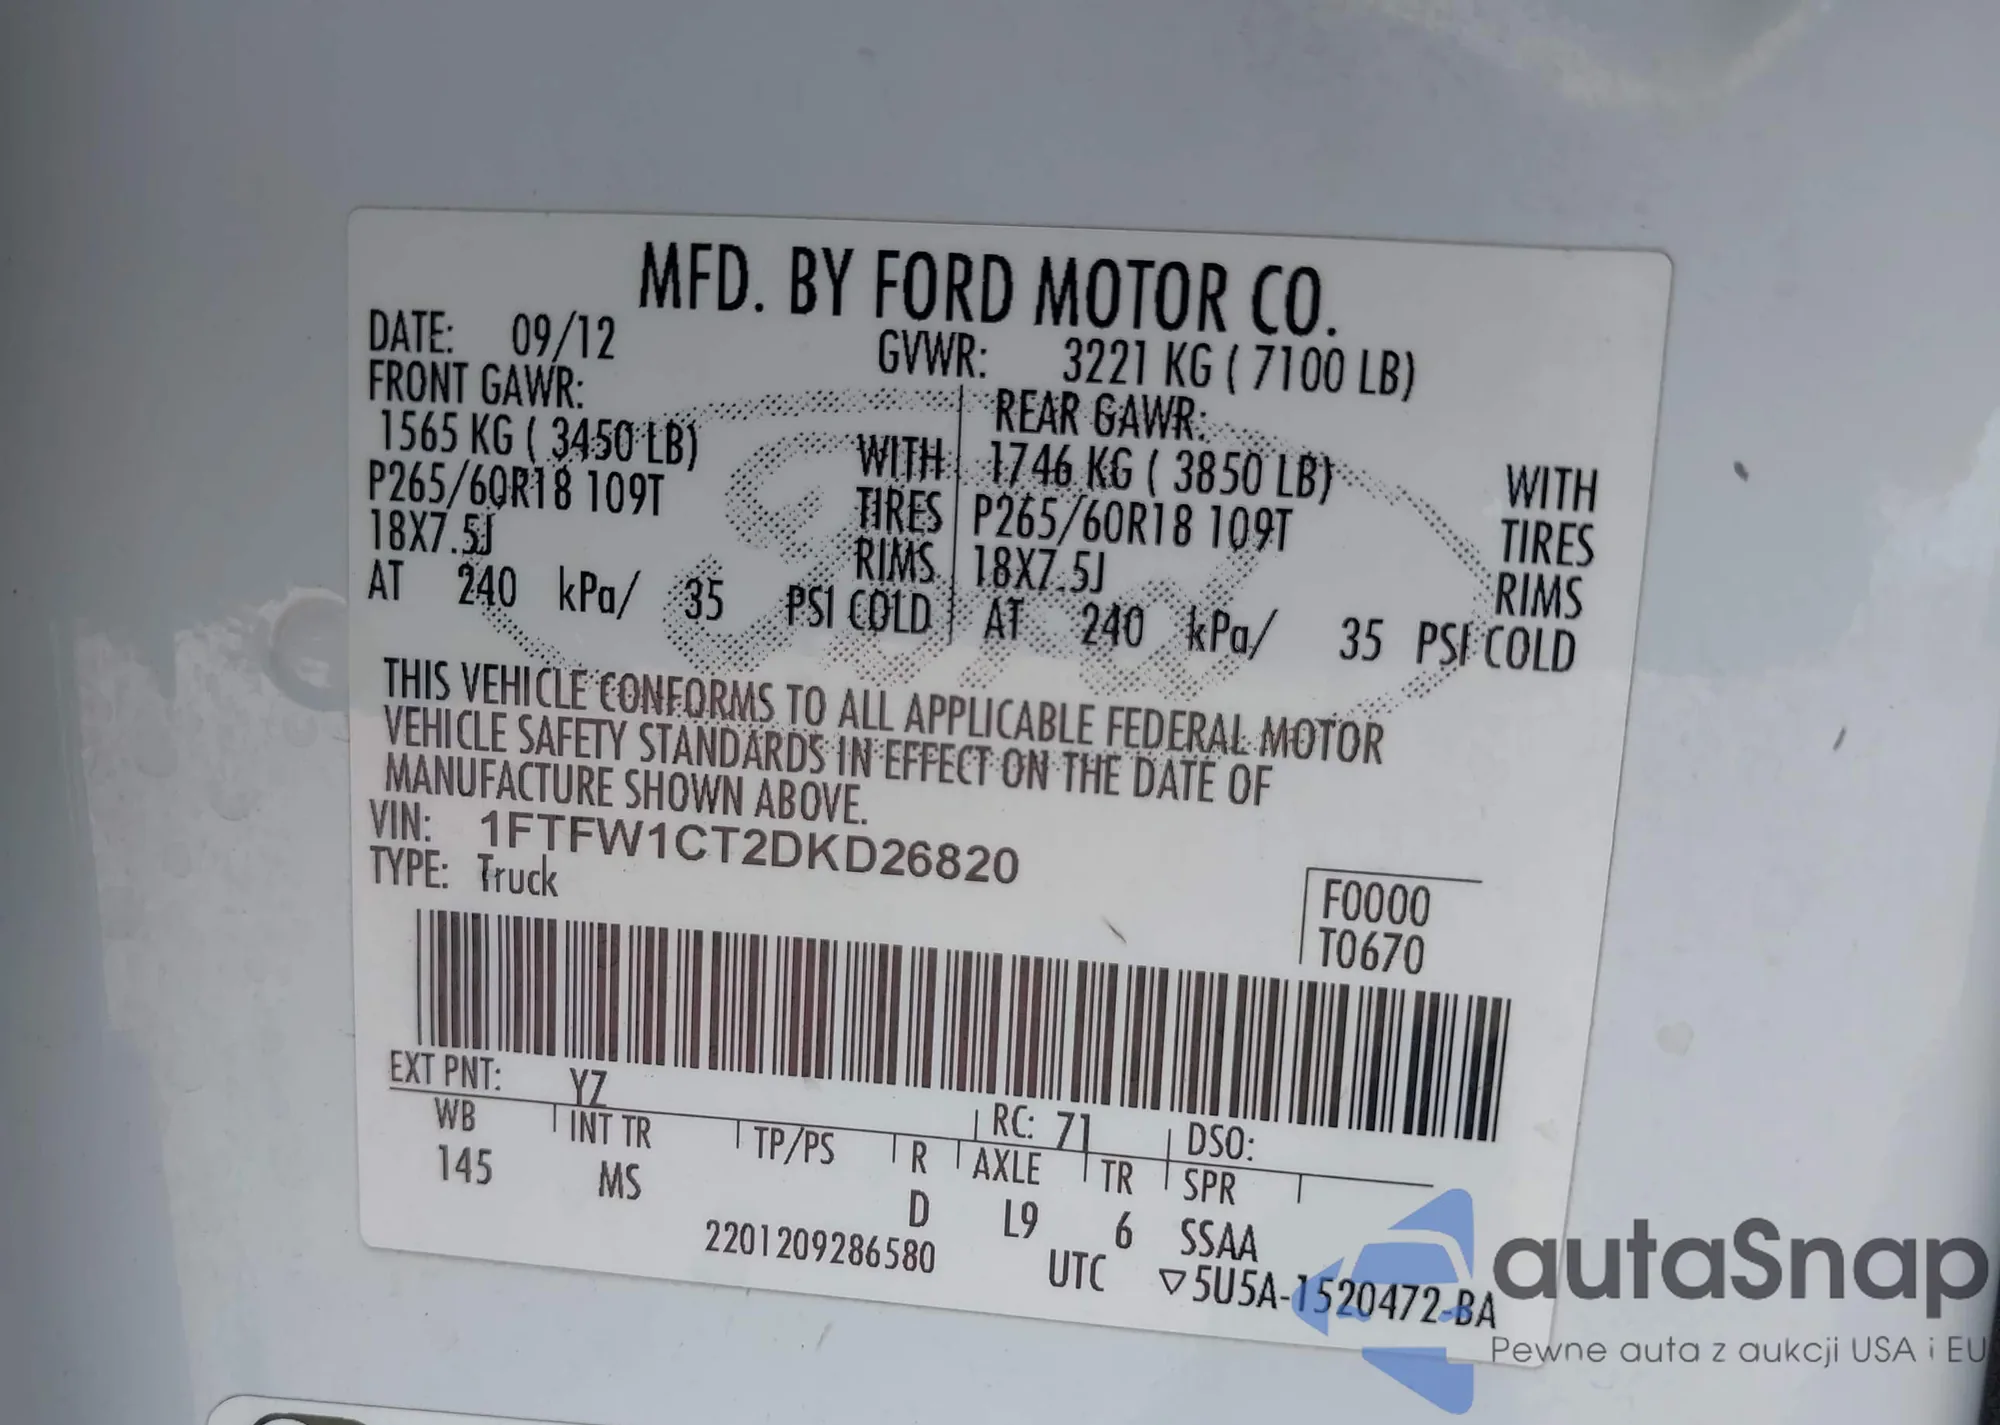 MFD. BY FORD MOTOR CO.
DATE: 09/12 GVWR: 3221 KG ( 7100 LB)
FRONT GAWR: REAR GAWR:
1565 KG ( 3450 LB) WITH 1746 KG ( 3850 LB) WITH
P265/60R18 109T TIRES P265/60R18 109T TIRES
18X7.5J RIMS 18X7.5J RIMS
AT 240 kPa/ 35 PSI COLD AT 240 kPa/ 35 PSI COLD
THIS VEHICLE CONFORMS TO ALL APPLICABLE FEDERAL MOTOR
VEHICLE SAFETY STANDARDS IN EFFECT ON THE DATE OF
MANUFACTURE SHOWN ABOVE.
VIN: 1FTFW1CT2DKD26820
TYPE: Truck
F0000
T0670
EXT PNT: YZ RC: 71 DSO:
WB INT TR TP/PS R AXLE TR SPR
145 MS D L9 6 SSAA
2201209286580 UTC ▽5U5A-1520472-BA
Ford
autaSnap
Pewne auta z aukcji USA i EU